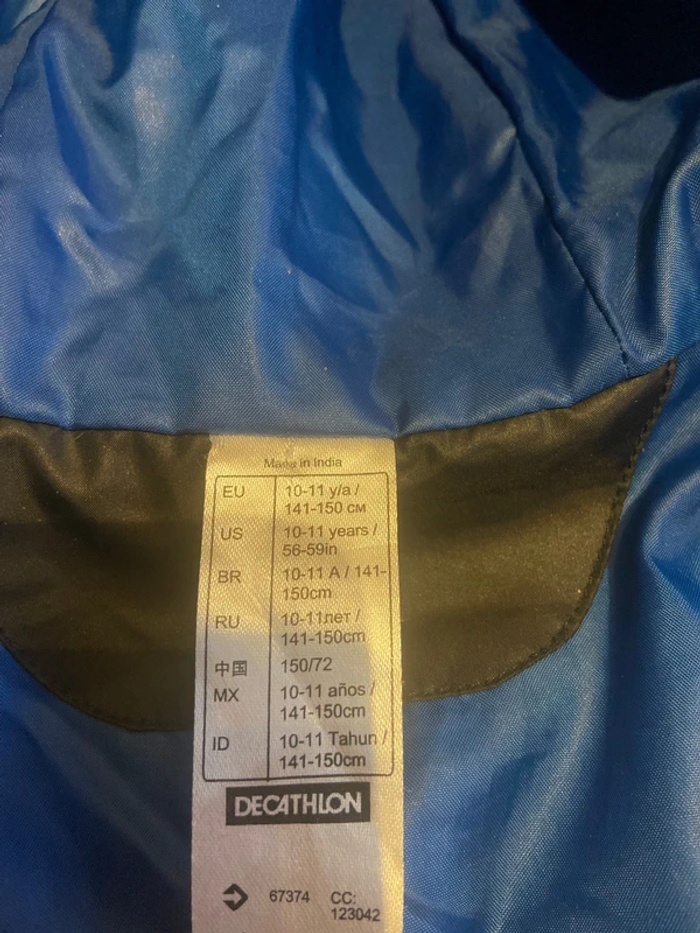 Made in India
EU 10-11 y/a /
141-150 см
US 10-11 years /
56-59in
BR 10-11 A / 141-
150cm
RU 10-11лет /
141-150cm
中国 150/72
MX 10-11 años /
141-150cm
ID 10-11 Tahun /
141-150cm
DECATHLON
67374 CC:
123042